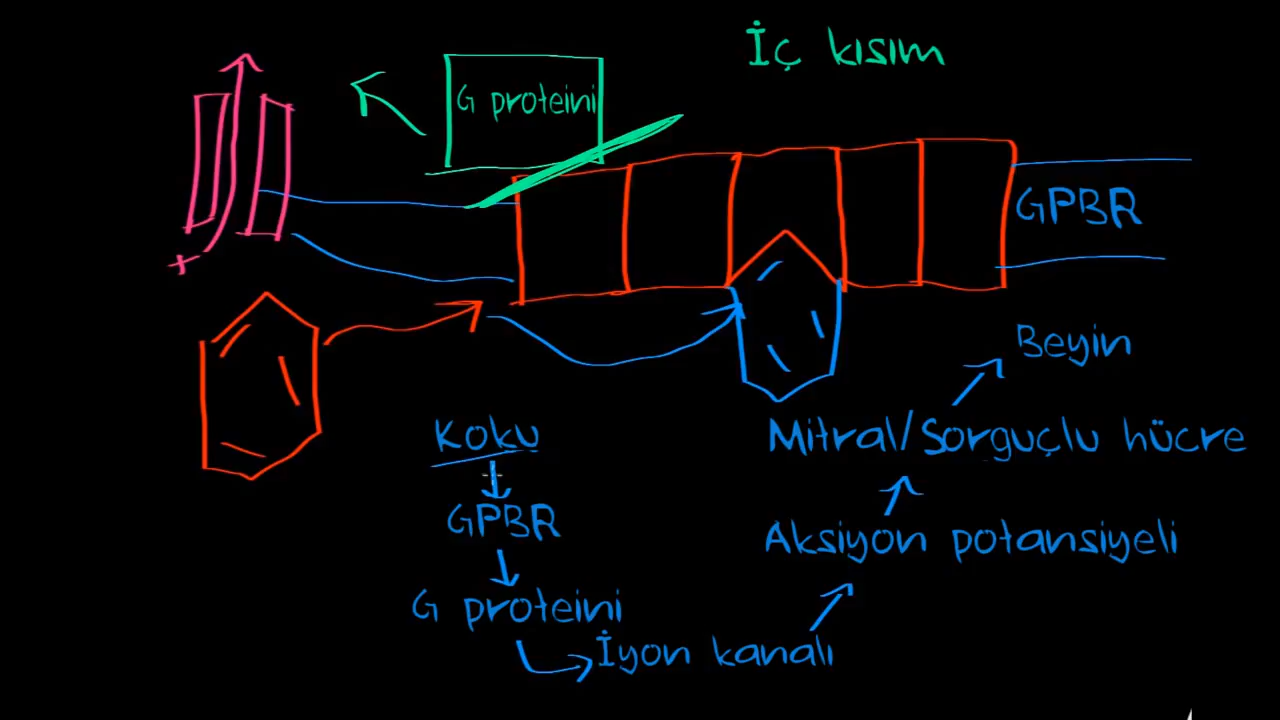 İç kısım
G proteini
GPBR
Beyin
Koku
Mitral/Sorguçlu hücre
GPBR
Aksiyon potansiyeli
G proteini
İyon kanalı
+